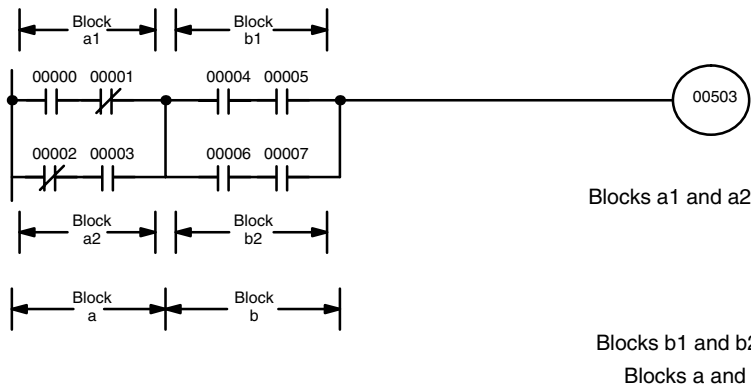 Block Block
a1 b1
00000 00001 00004 00005
00503
00002 00003 00006 00007
Blocks a1 and a2
Block Block
a2 b2
Block Block
a b
Blocks b1 and b2
Blocks a and